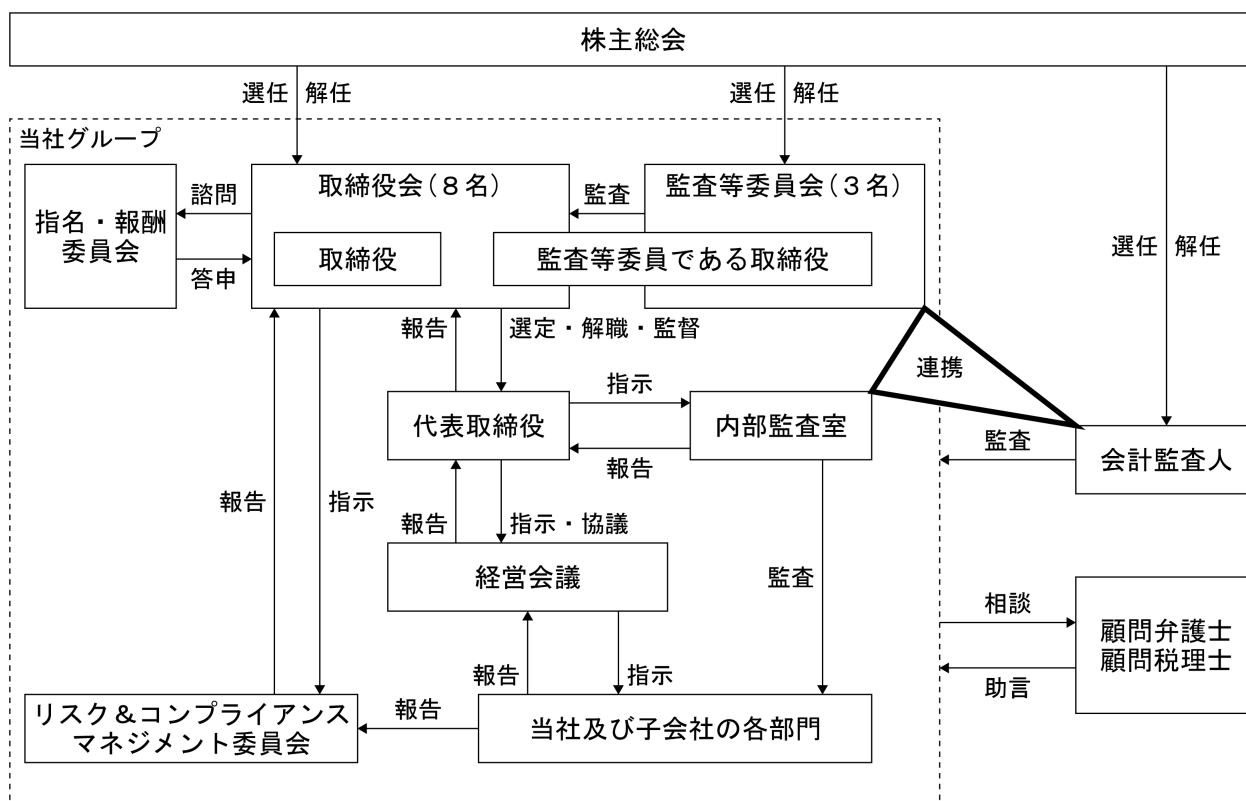 株主総会
選任 解任
選任 解任
選任 解任
当社グループ
指名・報酬
委員会
諮問
答申
取締役会（8名）
取締役
監査
監査等委員会（3名）
監査等委員である取締役
報告
選定・解職・監督
連携
代表取締役
指示
報告
内部監査室
監査
会計監査人
報告
指示
報告
指示・協議
経営会議
監査
相談
助言
顧問弁護士
顧問税理士
報告
指示
リスク＆コンプライアンス
マネジメント委員会
報告
当社及び子会社の各部門